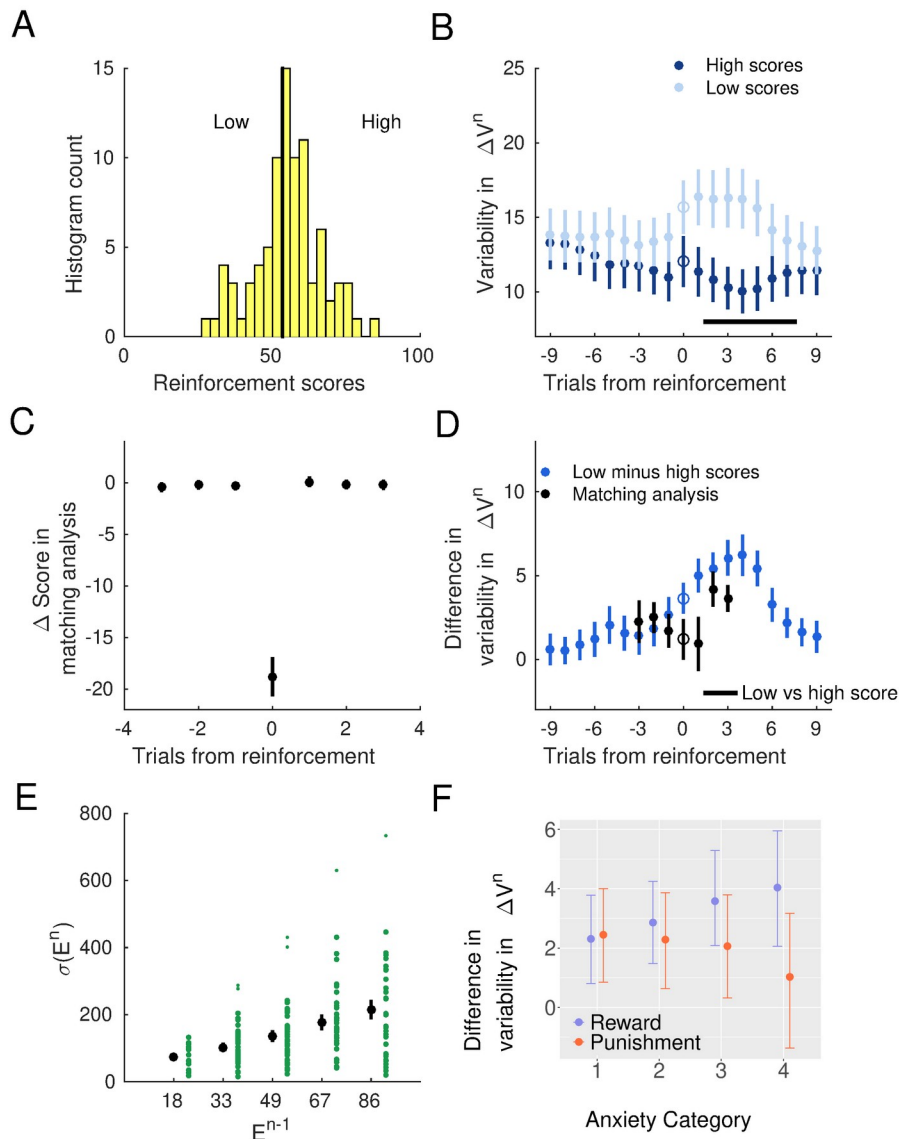 A
15
10
5
0
Histogram count
Low
High
0
50
100
Reinforcement scores
B
25
20
15
10
Variability in ΔVⁿ
High scores
Low scores
-9
-6
-3
0
3
6
9
Trials from reinforcement
C
0
-5
-10
-15
-20
Δ Score in
matching analysis
-4
-2
0
2
4
Trials from reinforcement
D
10
5
0
Difference in
variability in ΔVⁿ
Low minus high scores
Matching analysis
Low vs high score
-9
-6
-3
0
3
6
9
Trials from reinforcement
E
800
600
400
200
0
σ(Eⁿ)
18
33
49
67
86
Eⁿ⁻¹
F
6
4
2
0
Difference in
variability in ΔVⁿ
Reward
Punishment
1
2
3
4
Anxiety Category